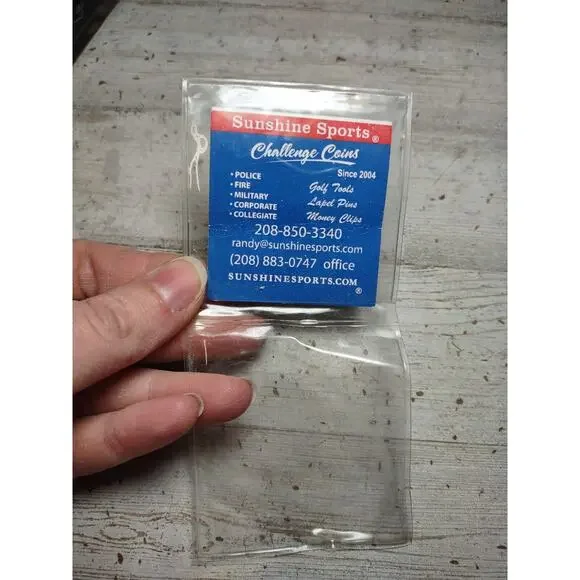 Sunshine Sports®
Challenge Coins
Since 2004
• POLICE
• FIRE
• MILITARY
• CORPORATE
• COLLEGIATE
Golf Tools
Lapel Pins
Money Clips
208-850-3340
randy@sunshinesports.com
(208) 883-0747 office
SUNSHINESPORTS.COM
®